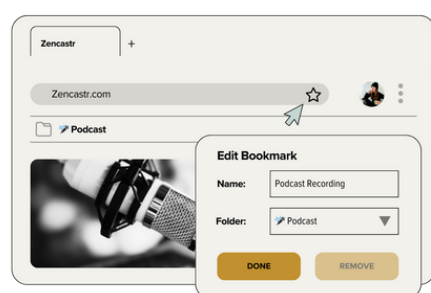 Zencastr
+
Zencastr.com
Podcast
Edit Bookmark
Name: Podcast Recording
Folder: Podcast
DONE REMOVE